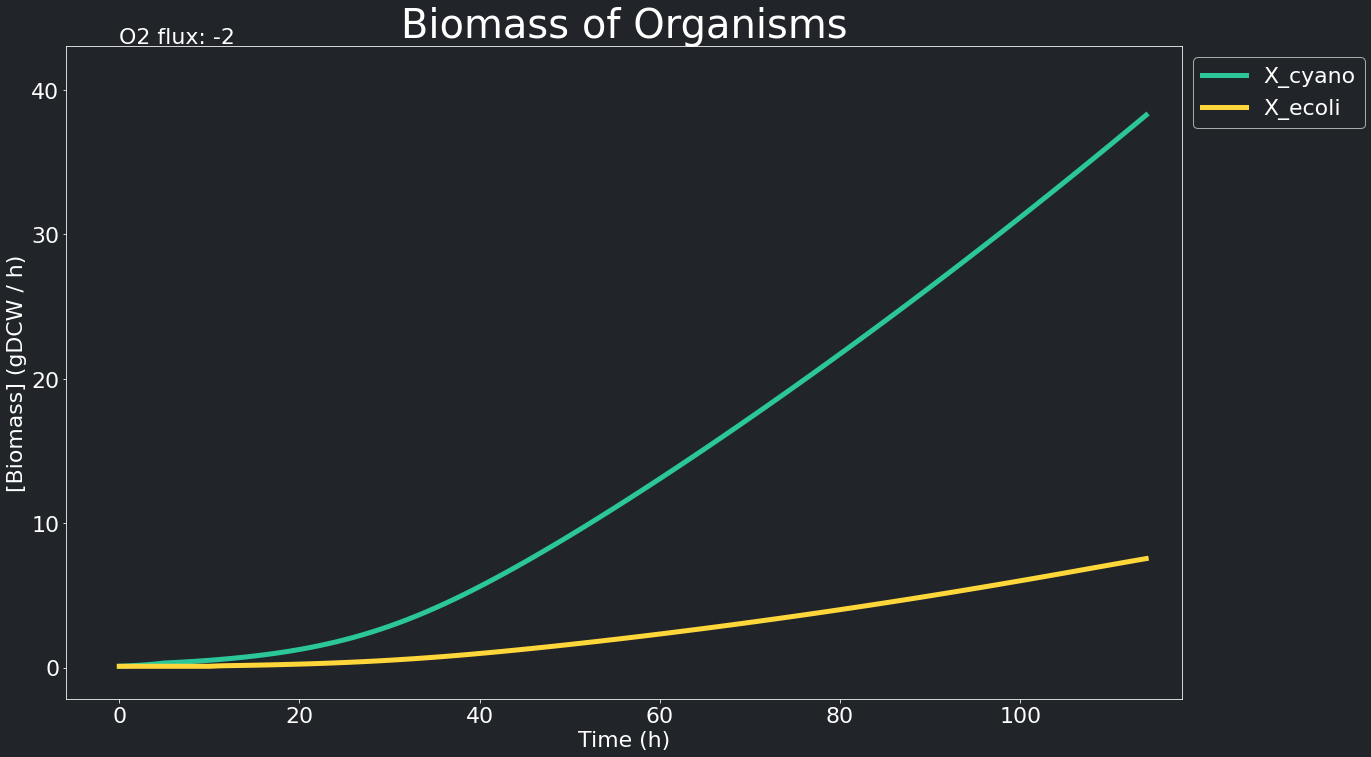 Biomass of Organisms
O2 flux: -2
X_cyano
X_ecoli
[Biomass] (gDCW / h)
40
30
20
10
0
0 20 40 60 80 100
Time (h)